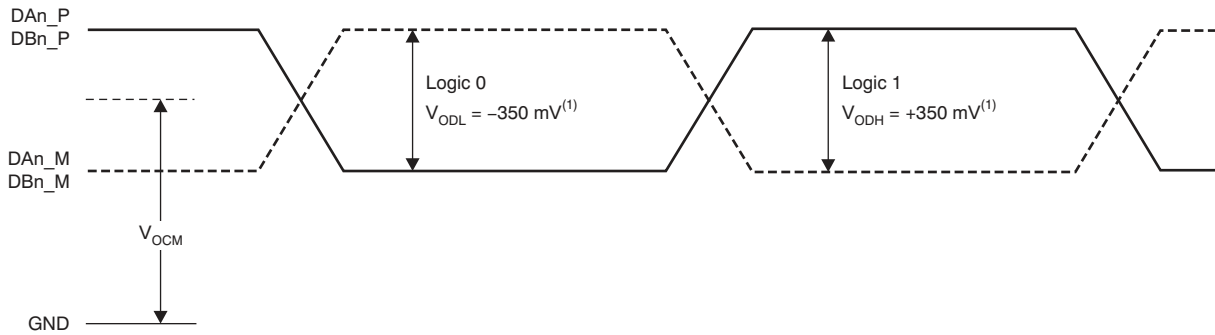 DAn_P
DBn_P
Logic 0
V_ODL = −350 mV(1)
Logic 1
V_ODH = +350 mV(1)
DAn_M
DBn_M
V_OCM
GND